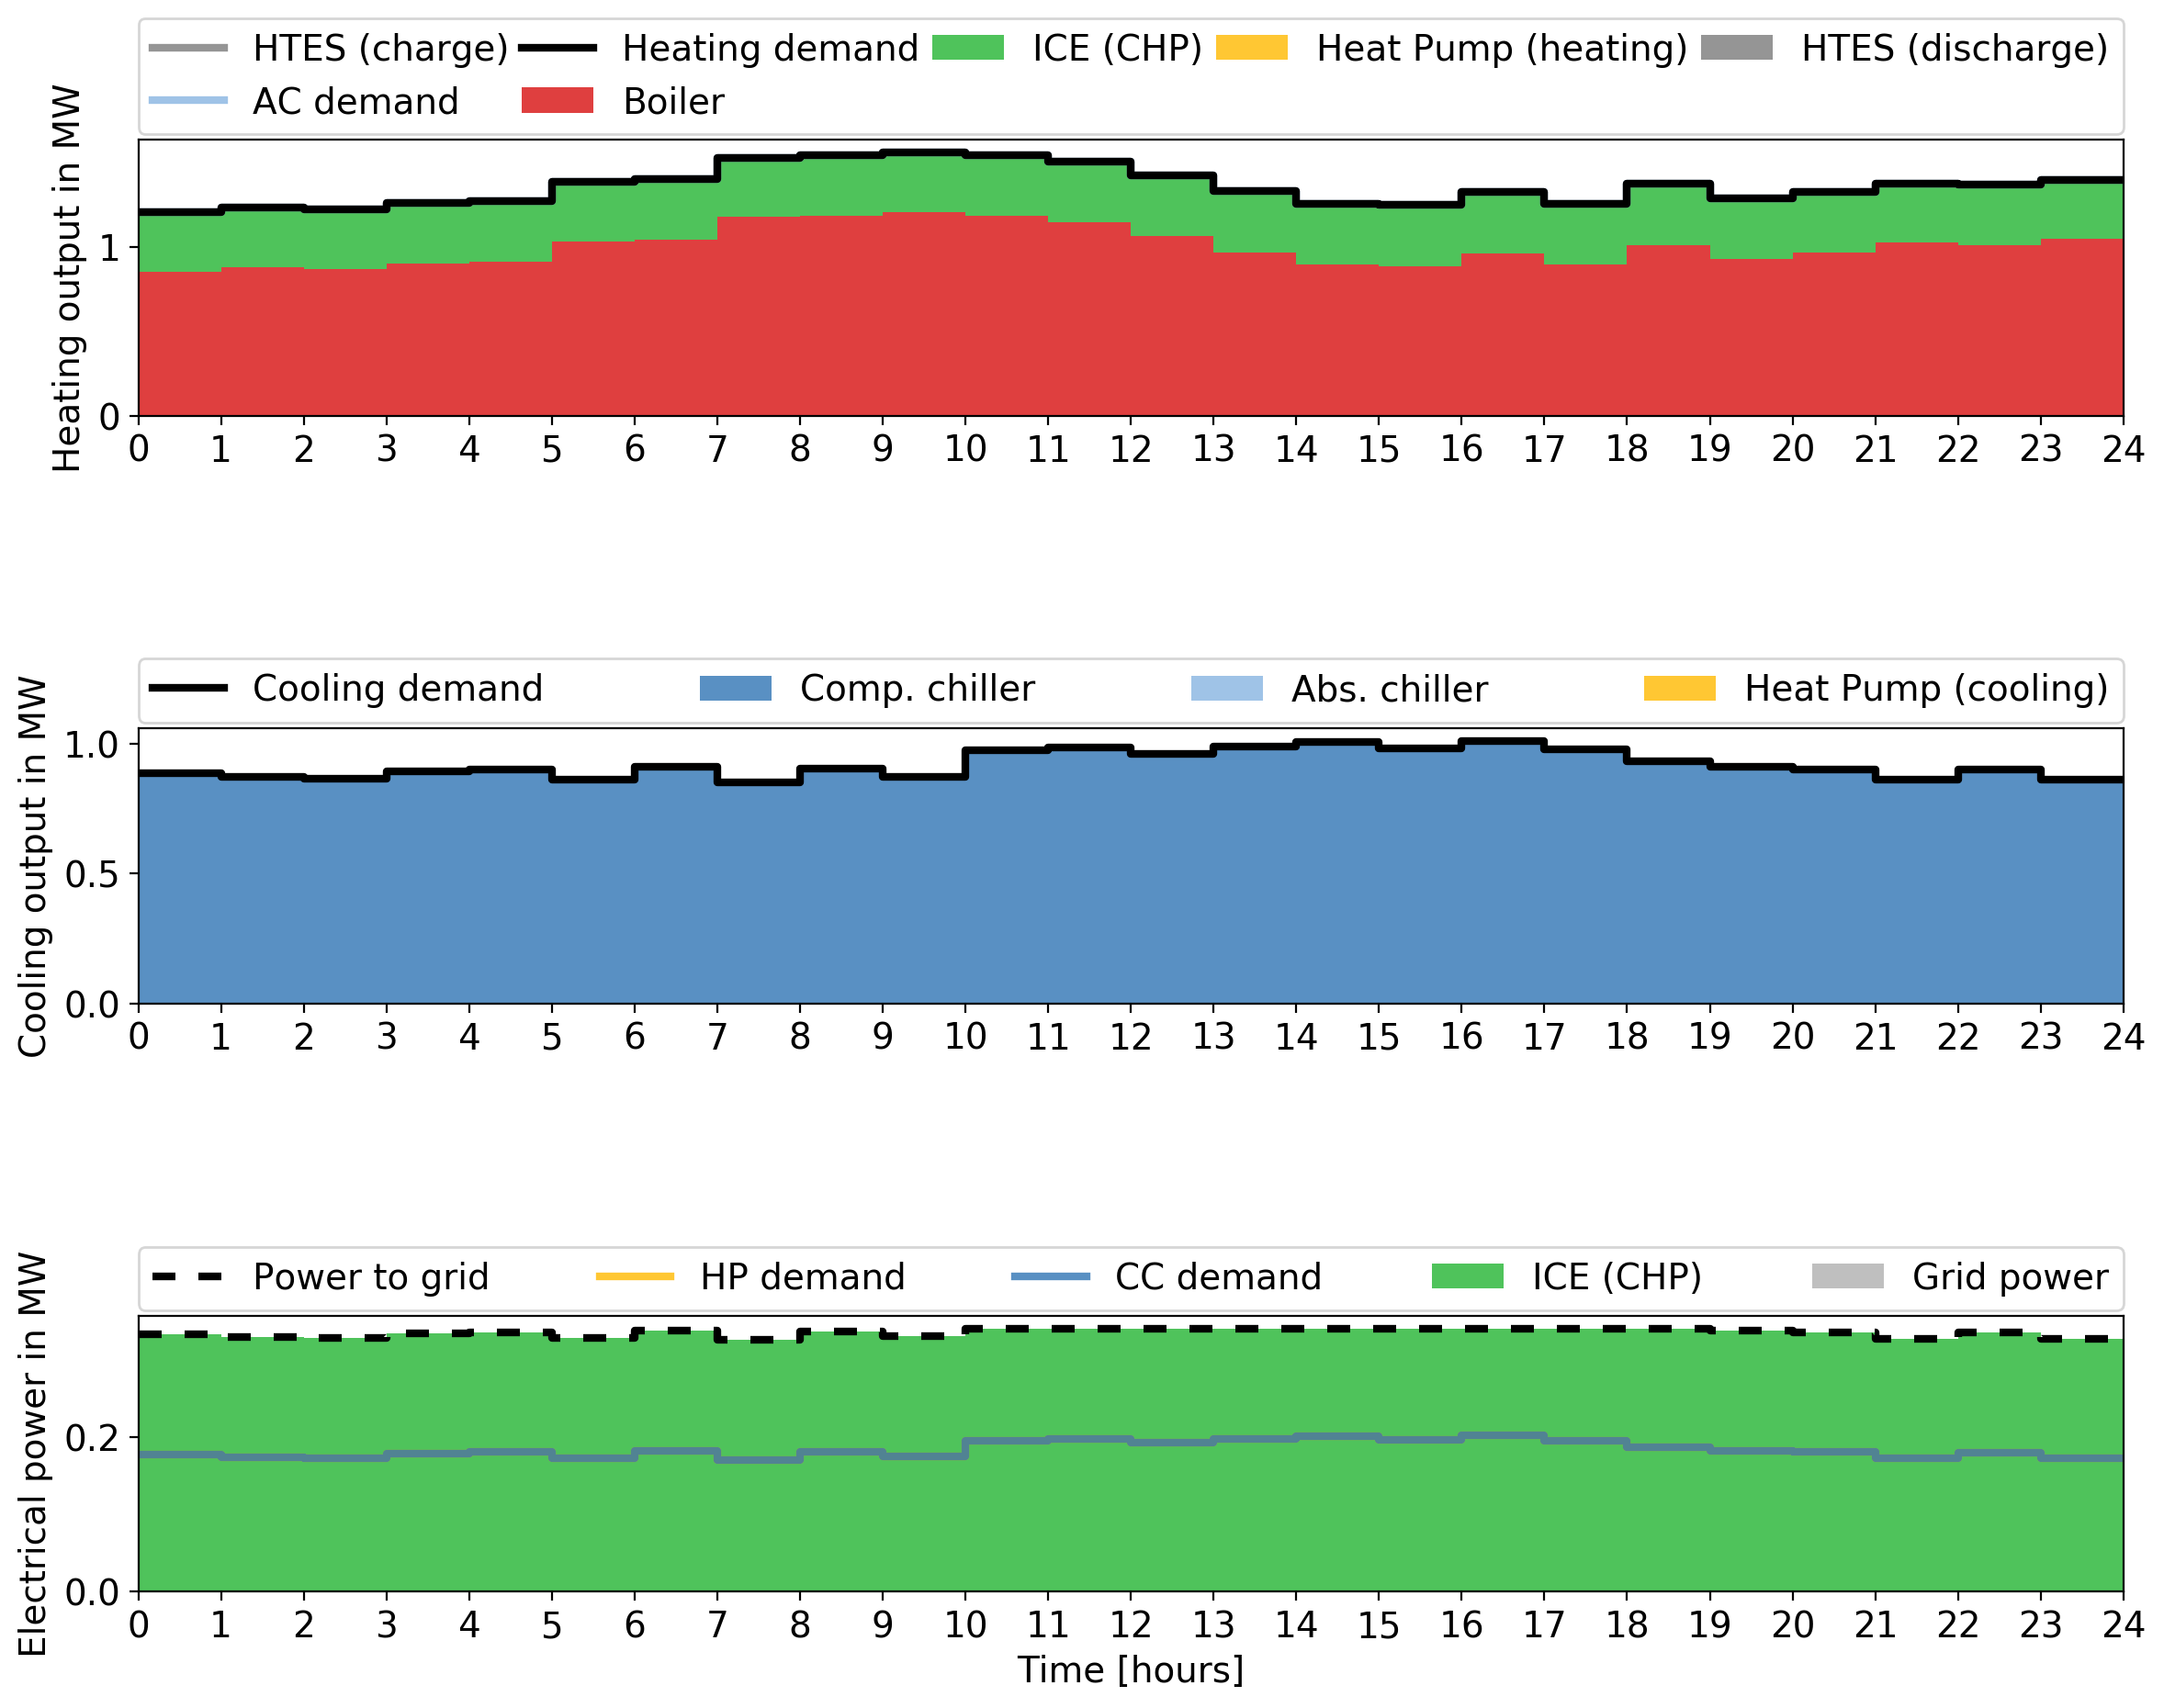 HTES (charge) Heating demand ICE (CHP) Heat Pump (heating) HTES (discharge)
AC demand Boiler
Heating output in MW
1
0
0 1 2 3 4 5 6 7 8 9 10 11 12 13 14 15 16 17 18 19 20 21 22 23 24
Cooling demand Comp. chiller Abs. chiller Heat Pump (cooling)
Cooling output in MW
1.0
0.5
0.0
0 1 2 3 4 5 6 7 8 9 10 11 12 13 14 15 16 17 18 19 20 21 22 23 24
Power to grid HP demand CC demand ICE (CHP) Grid power
Electrical power in MW
0.2
0.0
0 1 2 3 4 5 6 7 8 9 10 11 12 13 14 15 16 17 18 19 20 21 22 23 24
Time [hours]